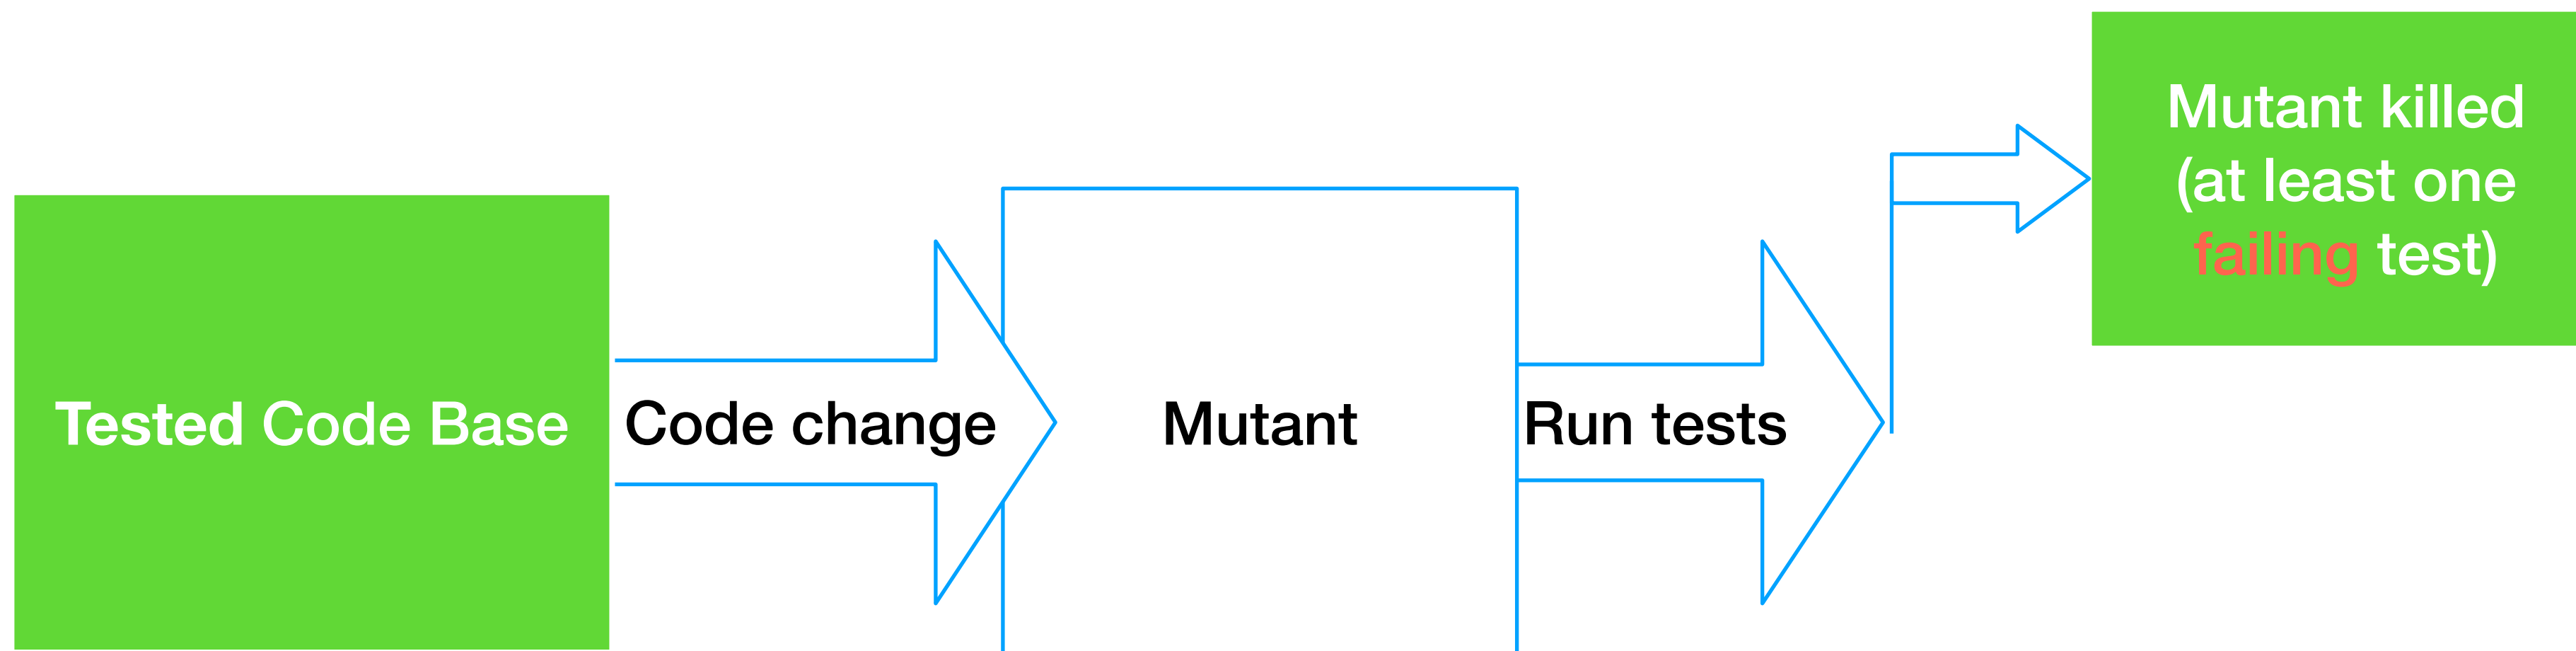 Tested Code Base
Code change
Mutant
Run tests
Mutant killed
(at least one
failing test)